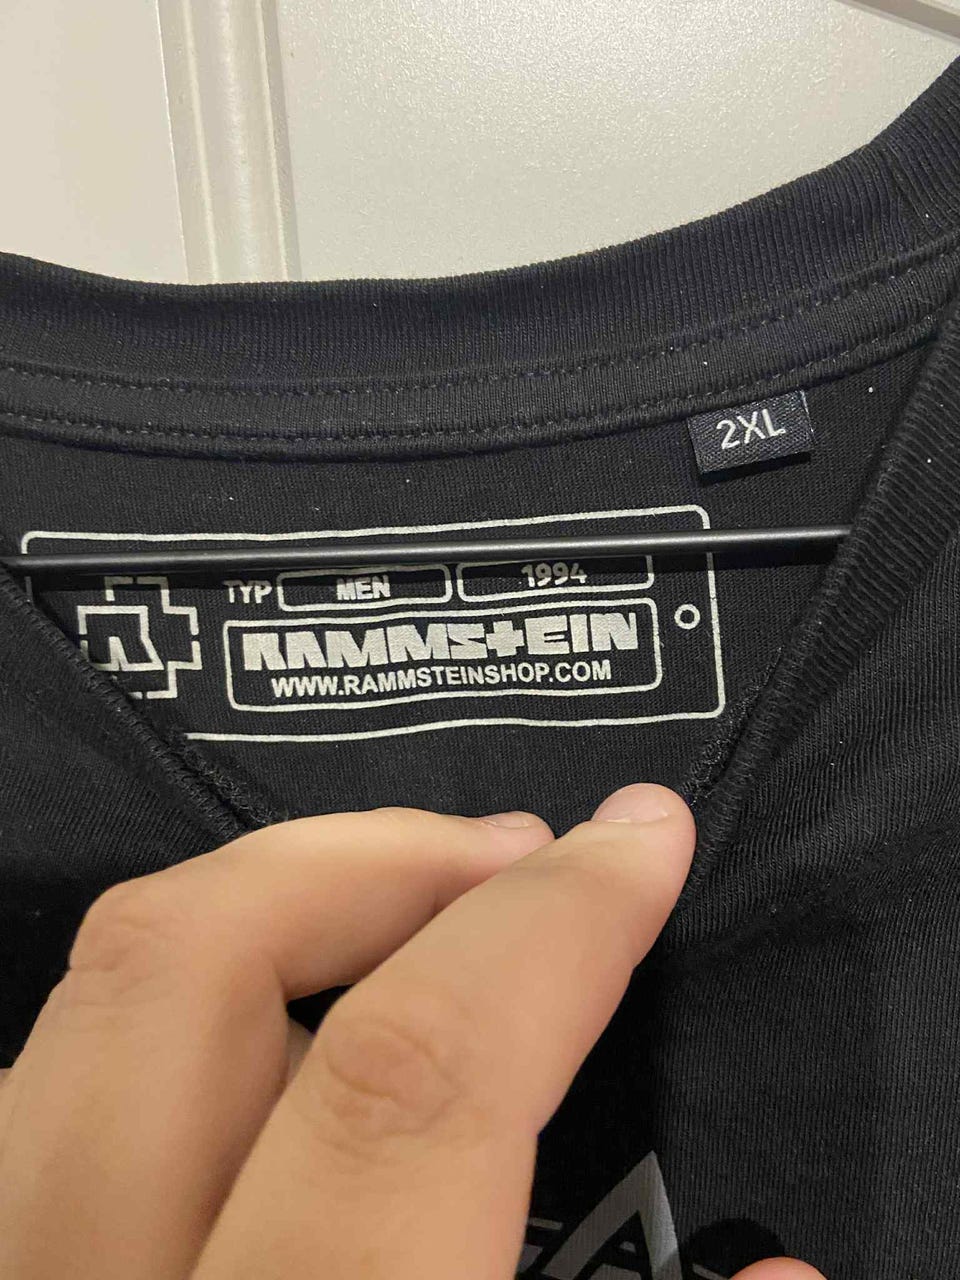 2XL
TYP MEN 1994
RAMMSTEIN
WWW.RAMMSTEINSHOP.COM